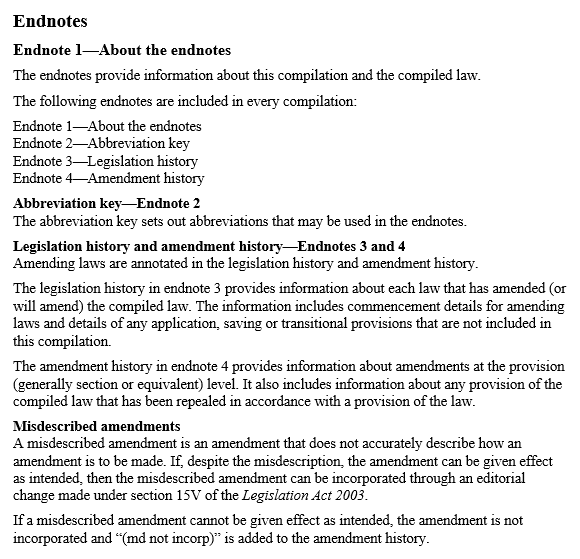 Endnotes
Endnote 1—About the endnotes
The endnotes provide information about this compilation and the compiled law.
The following endnotes are included in every compilation:
Endnote 1—About the endnotes
Endnote 2—Abbreviation key
Endnote 3—Legislation history
Endnote 4—Amendment history
Abbreviation key—Endnote 2
The abbreviation key sets out abbreviations that may be used in the endnotes.
Legislation history and amendment history—Endnotes 3 and 4
Amending laws are annotated in the legislation history and amendment history.
The legislation history in endnote 3 provides information about each law that has amended (or
will amend) the compiled law. The information includes commencement details for amending
laws and details of any application, saving or transitional provisions that are not included in
this compilation.
The amendment history in endnote 4 provides information about amendments at the provision
(generally section or equivalent) level. It also includes information about any provision of the
compiled law that has been repealed in accordance with a provision of the law.
Misdescribed amendments
A misdescribed amendment is an amendment that does not accurately describe how an
amendment is to be made. If, despite the misdescription, the amendment can be given effect
as intended, then the misdescribed amendment can be incorporated through an editorial
change made under section 15V of the Legislation Act 2003.
If a misdescribed amendment cannot be given effect as intended, the amendment is not
incorporated and “(md not incorp)” is added to the amendment history.